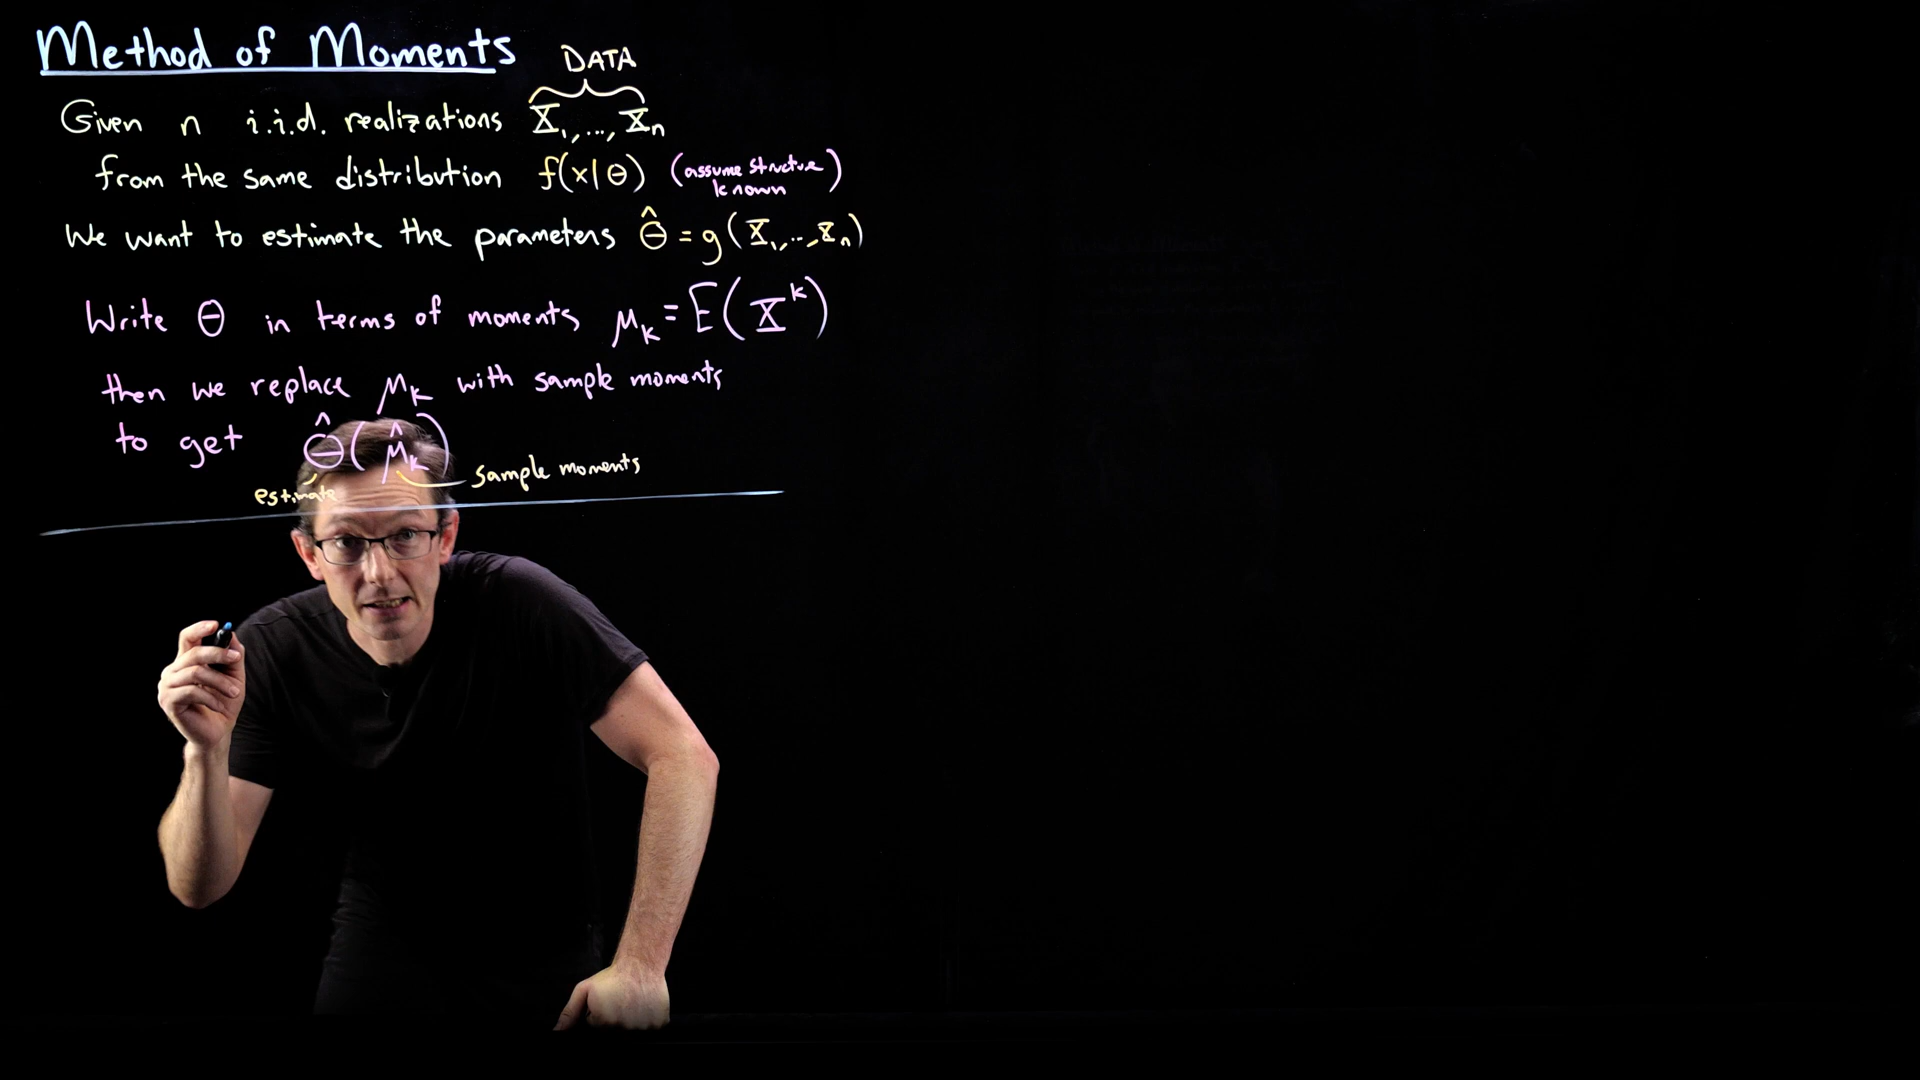 Method of Moments
DATA
Given n i.i.d. realizations X₁, ..., Xₙ
from the same distribution f(x|θ) (assume structure known)
We want to estimate the parameters θ̂ = g(X₁, .., Xₙ)
Write θ in terms of moments μₖ = E(Xᵏ)
then we replace μₖ with sample moments
to get θ̂(μ̂ₖ)
estimate
sample moments